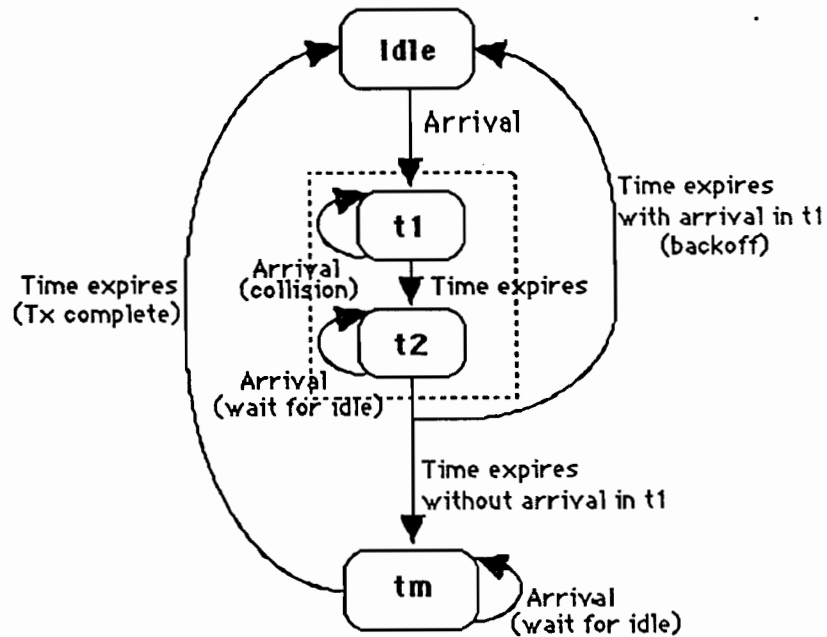 Idle
Arrival
Time expires
with arrival in t1
(backoff)
t1
Arrival
(collision)
Time expires
Time expires
(Tx complete)
t2
Arrival
(wait for idle)
Time expires
without arrival in t1
tm
Arrival
(wait for idle)